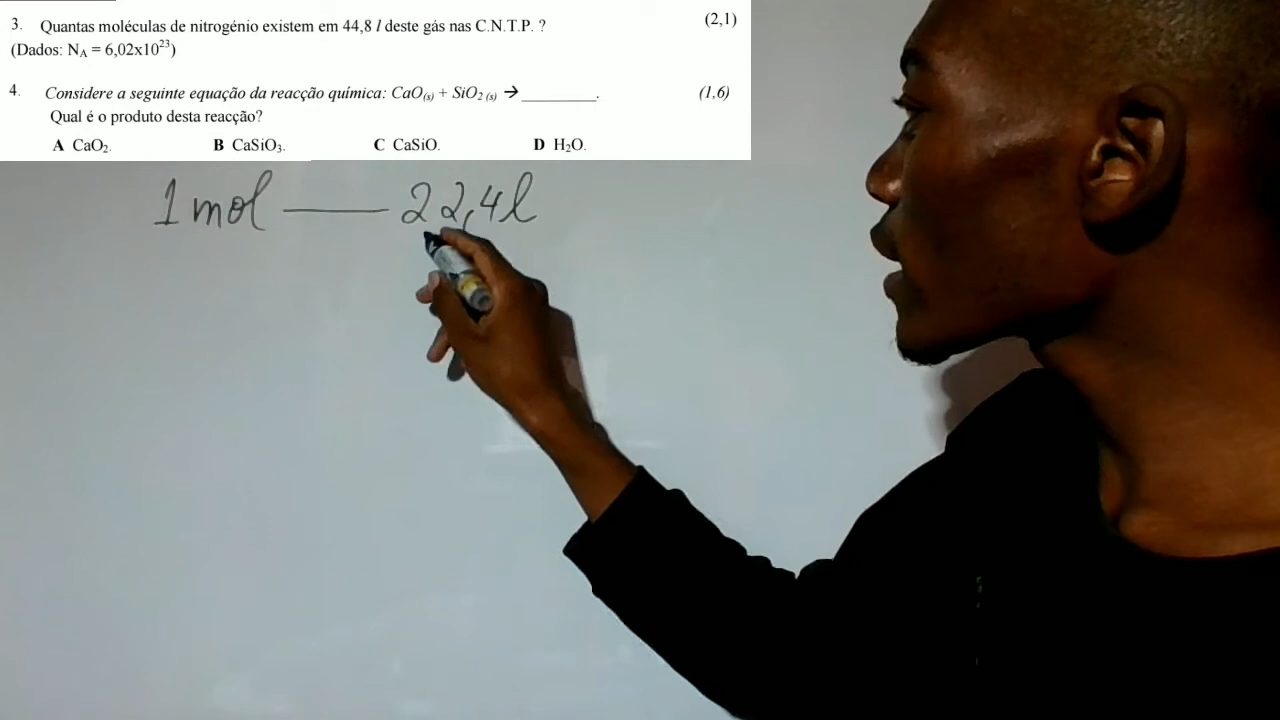 3. Quantas moléculas de nitrogénio existem em 44,8 l deste gás nas C.N.T.P. ? (2,1)
(Dados: Nₐ = 6,02x10²³)
4. Considere a seguinte equação da reacção química: CaO(s) + SiO₂ (s) → ________. (1,6)
Qual é o produto desta reacção?
A CaO₂. B CaSiO₃. C CaSiO. D H₂O.
1 mol —— 22,4 l